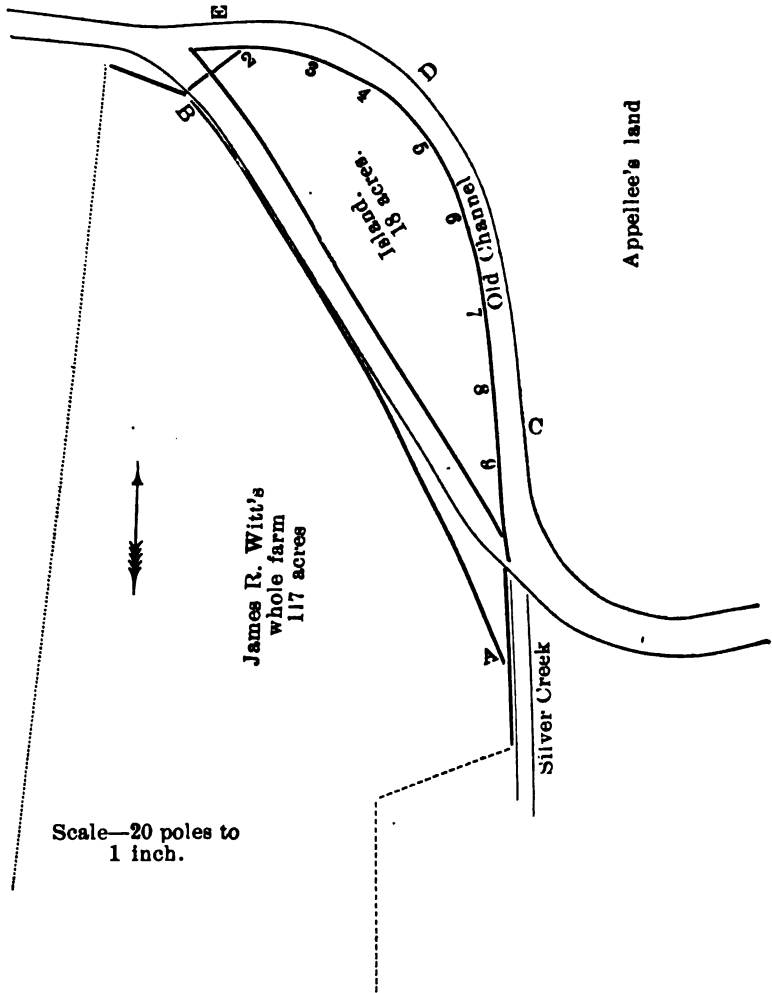 E
D
2
3
4
5
6
7
8
9
B
Island.
18 acres.
Old Channel
C
Appellee's land
James R. Witt's
whole farm
117 acres
A
Silver Creek
Scale—20 poles to
1 inch.